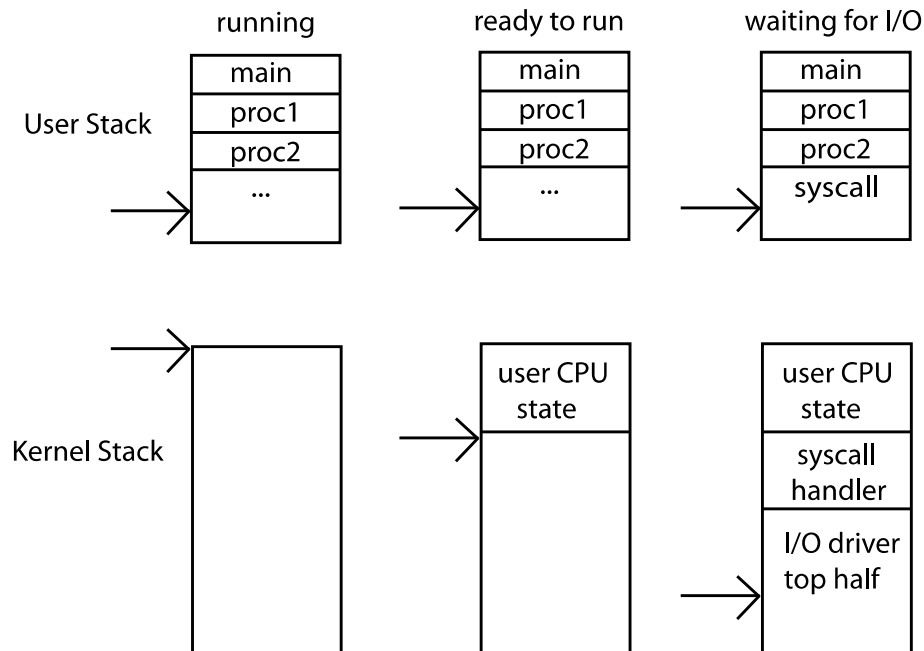 running
ready to run
waiting for I/O
User Stack
main
proc1
proc2
...
main
proc1
proc2
...
main
proc1
proc2
syscall
Kernel Stack
user CPU
state
user CPU
state
syscall
handler
I/O driver
top half